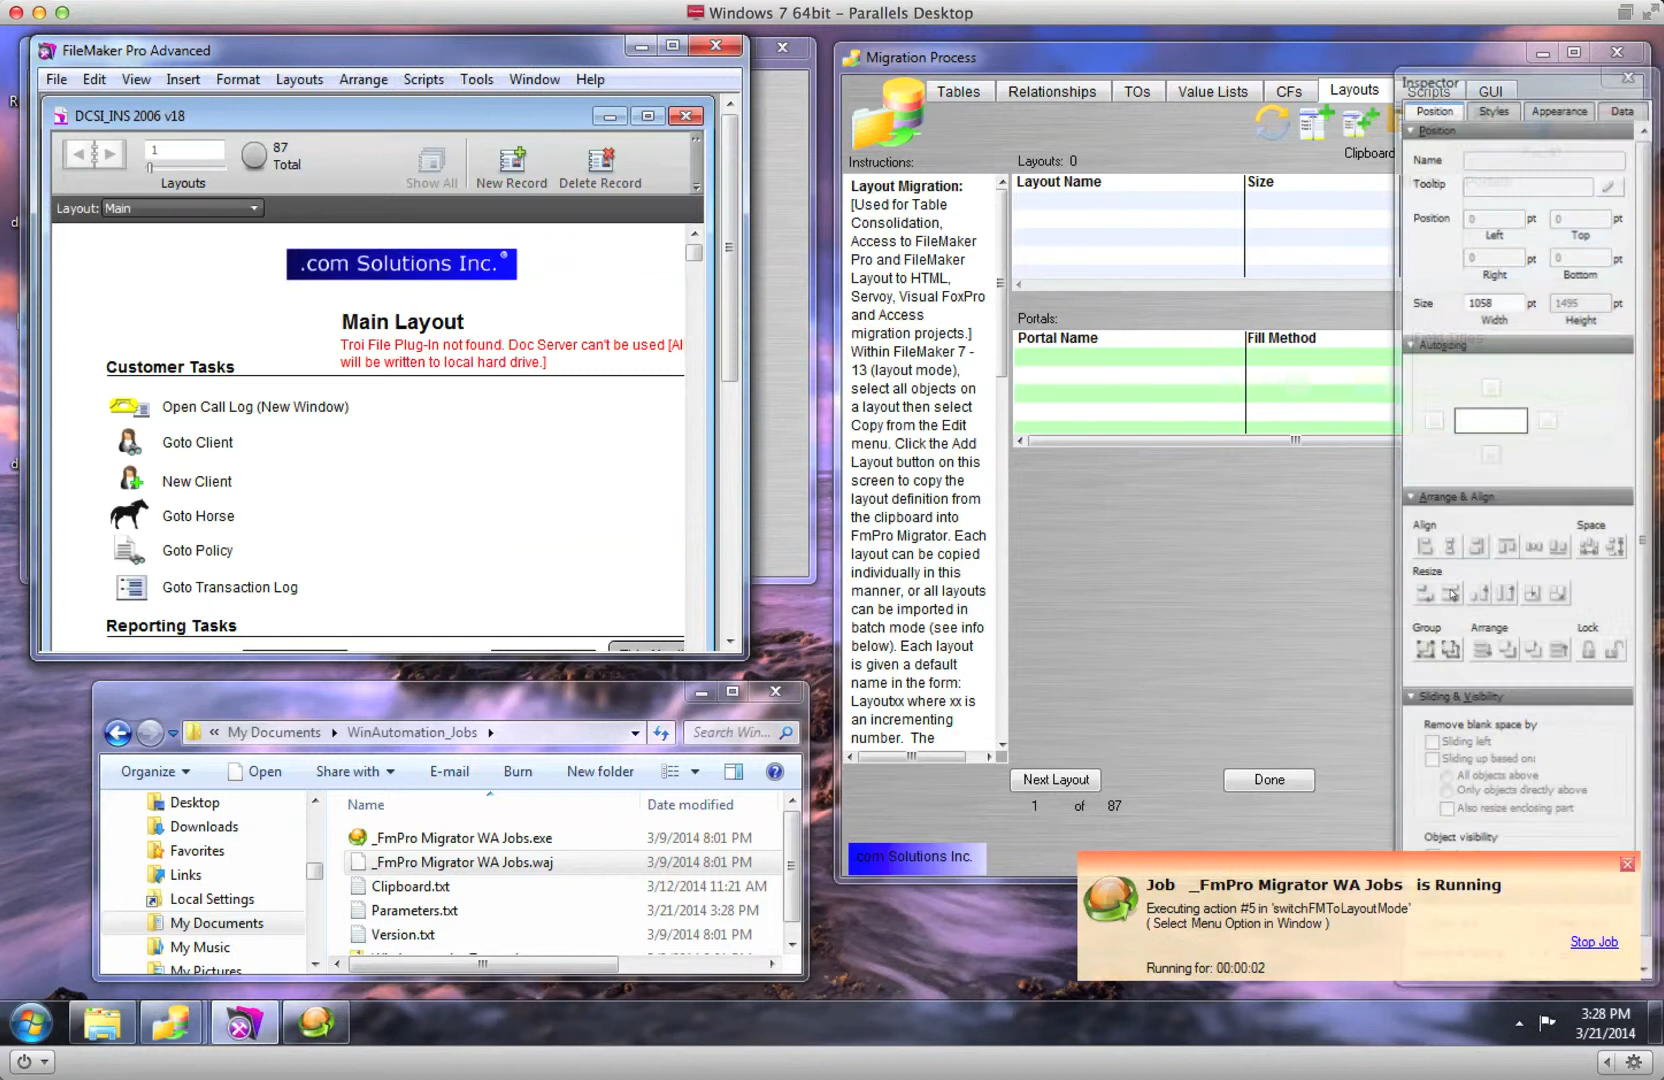 Windows 7 64bit – Parallels Desktop
FileMaker Pro Advanced
File Edit View Insert Format Layouts Arrange Scripts Tools Window Help
DCSI_INS 2006 v18
1
Layouts
87
Total
Show All
New Record
Delete Record
Layout: Main
.com Solutions Inc.®
Main Layout
Troi File Plug-In not found. Doc Server can't be used [Al
will be written to local hard drive.]
Customer Tasks
Open Call Log (New Window)
Goto Client
New Client
Goto Horse
Goto Policy
Goto Transaction Log
Reporting Tasks
Migration Process
Tables Relationships TOs Value Lists CFs Layouts Scripts GUI
Clipboard
Instructions:
Layouts: 0
Layout Migration:
[Used for Table
Consolidation,
Access to FileMaker
Pro and FileMaker
Layout to HTML,
Servoy, Visual FoxPro
and Access
migration projects.]
Within FileMaker 7 -
13 (layout mode),
select all objects on
a layout then select
Copy from the Edit
menu. Click the Add
Layout button on this
screen to copy the
layout definition from
the clipboard into
FmPro Migrator. Each
layout can be copied
individually in this
manner, or all layouts
can be imported in
batch mode (see info
below). Each layout
is given a default
name in the form:
Layoutxx where xx is
an incrementing
number. The
Layout Name Size
Portals:
Portal Name Fill Method
Next Layout Done
1 of 87
com Solutions Inc.
Inspector
Position Styles Appearance Data
Position
Name
Tooltip
Position 0 pt 0 pt
Left Top
0 pt 0 pt
Right Bottom
Size 1058 pt 1495 pt
Width Height
Autosizing
Arrange & Align
Align Space
Resize
Group Arrange Lock
Sliding & Visibility
Remove blank space by
Sliding left
Sliding up based on:
All objects above
Only objects directly above
Also resize enclosing part
Object visibility
Job _FmPro Migrator WA Jobs is Running
Executing action #5 in 'switchFMToLayoutMode'
( Select Menu Option in Window )
Stop Job
Running for: 00:00:02
« My Documents WinAutomation_Jobs
Search Win...
Organize Open Share with E-mail Burn New folder
Desktop
Downloads
Favorites
Links
Local Settings
My Documents
My Music
My Pictures
Name Date modified
_FmPro Migrator WA Jobs.exe 3/9/2014 8:01 PM
_FmPro Migrator WA Jobs.waj 3/9/2014 8:01 PM
Clipboard.txt 3/12/2014 11:21 AM
Parameters.txt 3/21/2014 3:28 PM
Version.txt 3/9/2014 8:01 PM
3:28 PM
3/21/2014